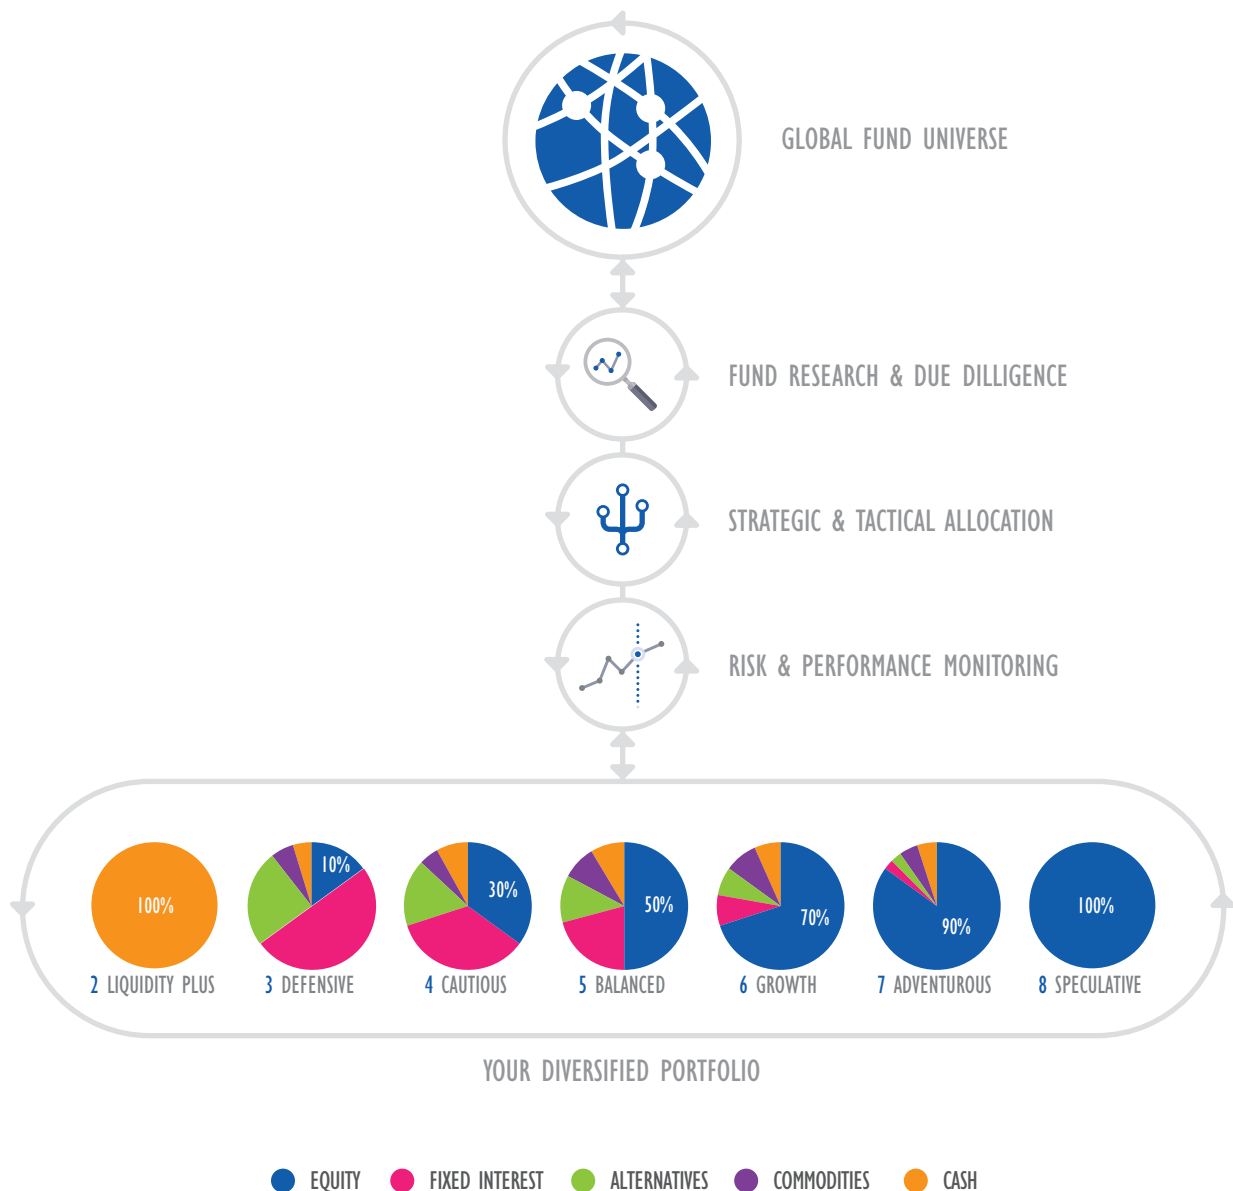 GLOBAL FUND UNIVERSE
FUND RESEARCH & DUE DILLIGENCE
STRATEGIC & TACTICAL ALLOCATION
RISK & PERFORMANCE MONITORING
100%
10%
30%
50%
70%
90%
100%
2 LIQUIDITY PLUS
3 DEFENSIVE
4 CAUTIOUS
5 BALANCED
6 GROWTH
7 ADVENTUROUS
8 SPECULATIVE
YOUR DIVERSIFIED PORTFOLIO
EQUITY
FIXED INTEREST
ALTERNATIVES
COMMODITIES
CASH